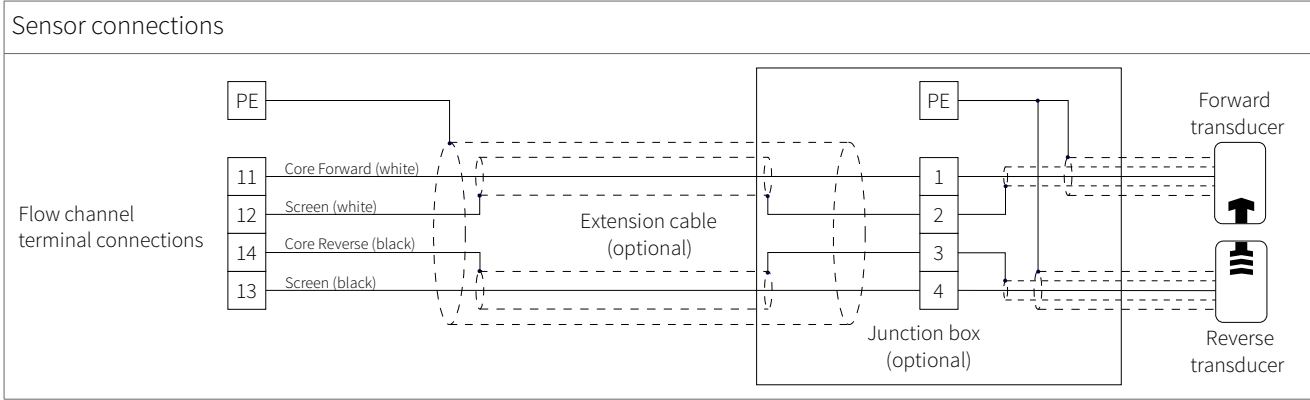 Sensor connections
PE
PE
Forward
transducer
11
Core Forward (white)
1
12
Screen (white)
2
Flow channel
terminal connections
Extension cable
(optional)
14
Core Reverse (black)
3
13
Screen (black)
4
Junction box
(optional)
Reverse
transducer